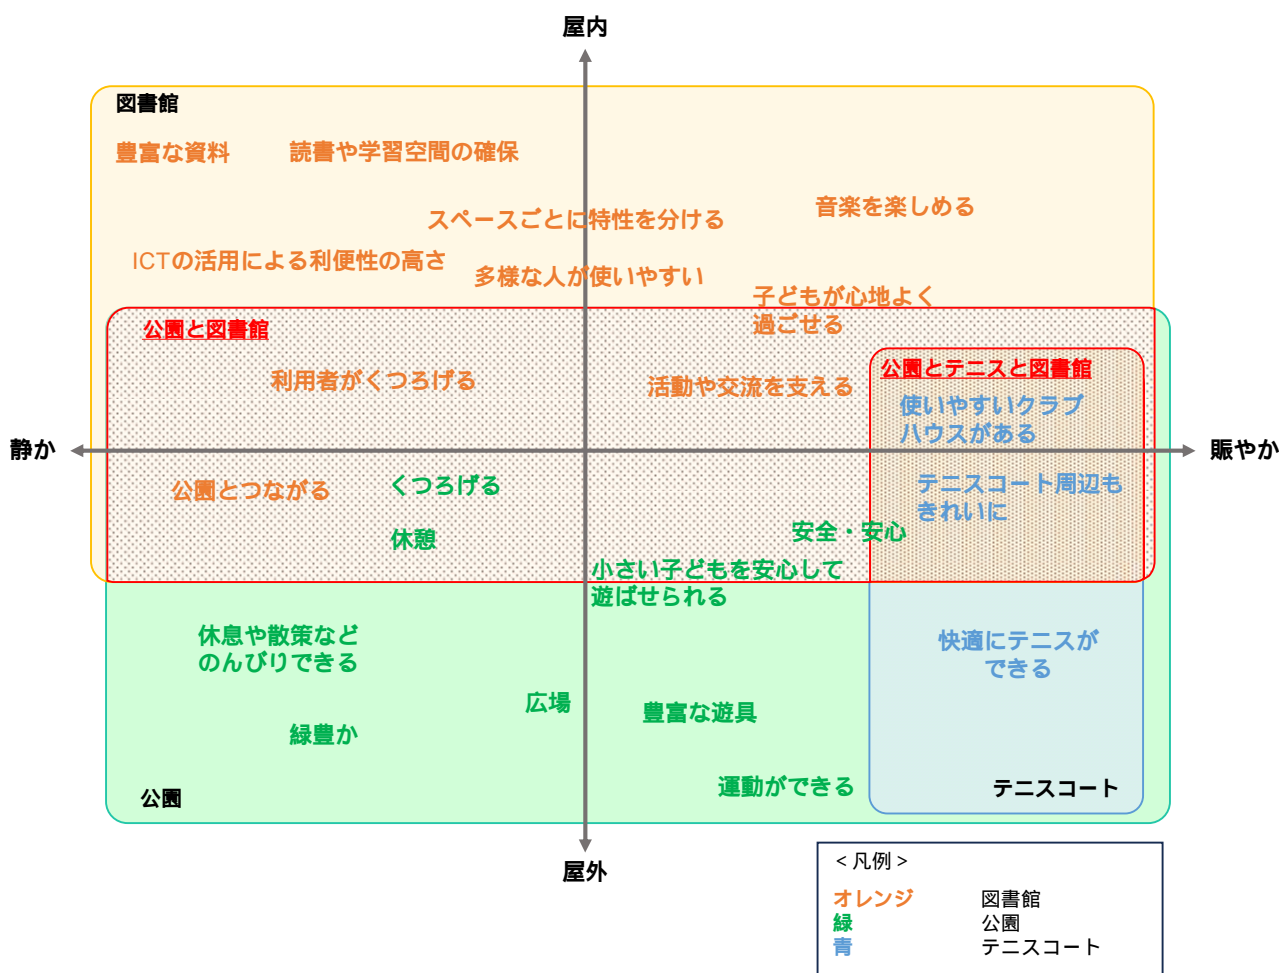 屋内
図書館
豊富な資料
読書や学習空間の確保
音楽を楽しめる
スペースごとに特性を分ける
ICTの活用による利便性の高さ
多様な人が使いやすい
子どもが心地よく
過ごせる
公園と図書館
公園とテニスと図書館
利用者がくつろげる
活動や交流を支える
使いやすいクラブ
ハウスがある
静か
賑やか
公園とつながる
くつろげる
テニスコート周辺も
きれいに
休憩
安全・安心
小さい子どもを安心して
遊ばせられる
休息や散策など
のんびりできる
快適にテニスが
できる
広場
豊富な遊具
緑豊か
運動ができる
公園
テニスコート
屋外
＜凡例＞
オレンジ 図書館
緑 公園
青 テニスコート